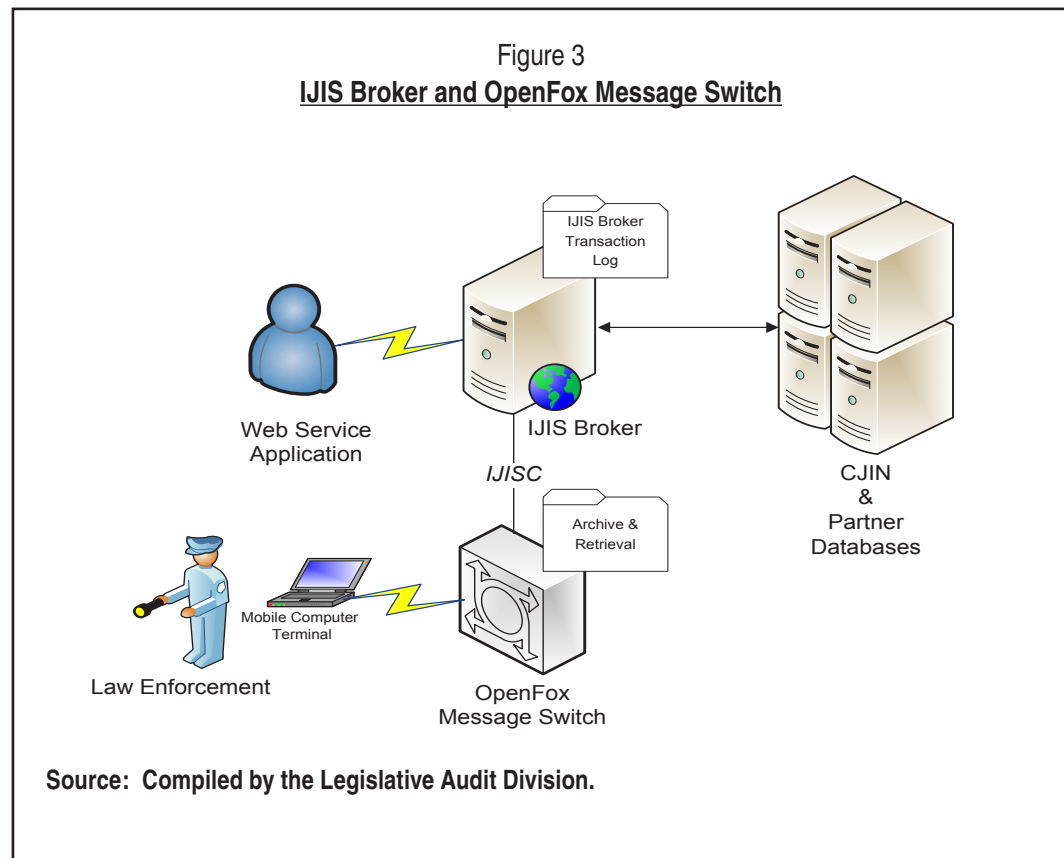 Figure 3
IJIS Broker and OpenFox Message Switch
IJIS Broker
Transaction
Log
Web Service
Application
IJIS Broker
IJISC
CJIN
&
Partner
Databases
Archive &
Retrieval
Mobile Computer
Terminal
Law Enforcement
OpenFox
Message Switch
Source: Compiled by the Legislative Audit Division.